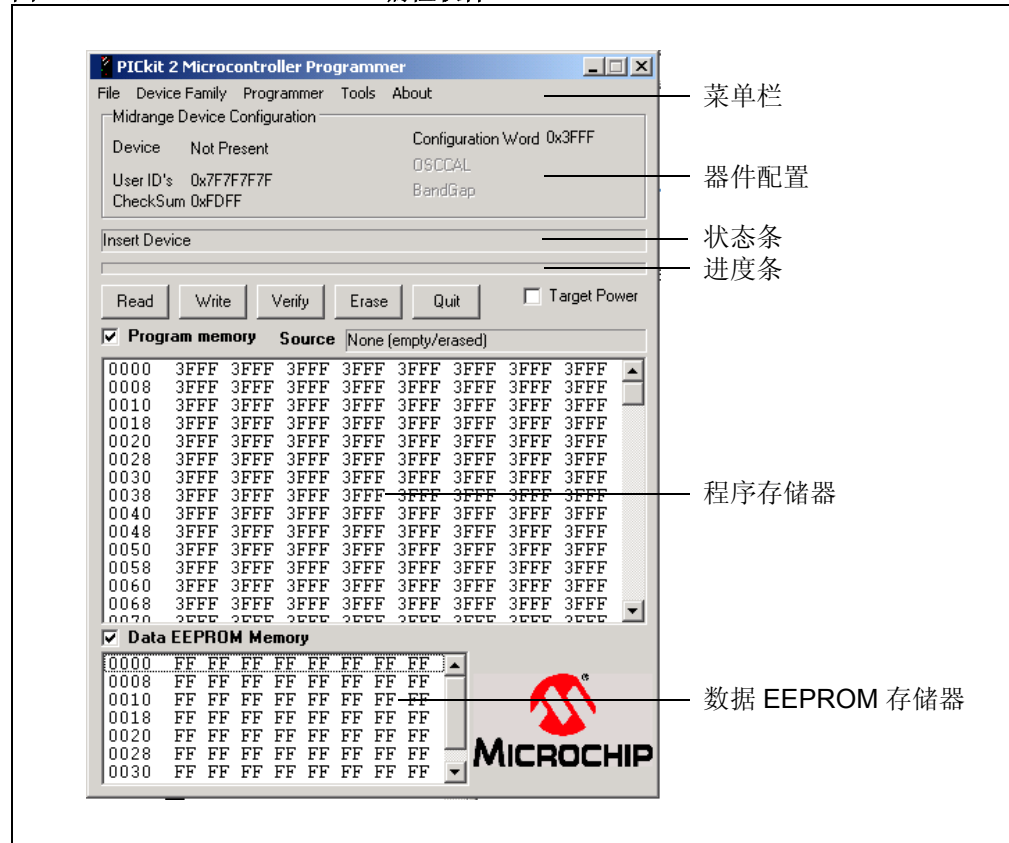 PICkit 2 Microcontroller Programmer
File Device Family Programmer Tools About
菜单栏
Midrange Device Configuration
Device Not Present
Configuration Word 0x3FFF
OSCCAL
器件配置
User ID's 0x7F7F7F7F
BandGap
CheckSum 0xFDFF
Insert Device
状态条
进度条
Read Write Verify Erase Quit Target Power
Program memory Source None (empty/erased)
0000 3FFF 3FFF 3FFF 3FFF 3FFF 3FFF 3FFF 3FFF
0008 3FFF 3FFF 3FFF 3FFF 3FFF 3FFF 3FFF 3FFF
0010 3FFF 3FFF 3FFF 3FFF 3FFF 3FFF 3FFF 3FFF
0018 3FFF 3FFF 3FFF 3FFF 3FFF 3FFF 3FFF 3FFF
0020 3FFF 3FFF 3FFF 3FFF 3FFF 3FFF 3FFF 3FFF
0028 3FFF 3FFF 3FFF 3FFF 3FFF 3FFF 3FFF 3FFF
0030 3FFF 3FFF 3FFF 3FFF 3FFF 3FFF 3FFF 3FFF
0038 3FFF 3FFF 3FFF 3FFF 3FFF 3FFF 3FFF 3FFF
程序存储器
0040 3FFF 3FFF 3FFF 3FFF 3FFF 3FFF 3FFF 3FFF
0048 3FFF 3FFF 3FFF 3FFF 3FFF 3FFF 3FFF 3FFF
0050 3FFF 3FFF 3FFF 3FFF 3FFF 3FFF 3FFF 3FFF
0058 3FFF 3FFF 3FFF 3FFF 3FFF 3FFF 3FFF 3FFF
0060 3FFF 3FFF 3FFF 3FFF 3FFF 3FFF 3FFF 3FFF
0068 3FFF 3FFF 3FFF 3FFF 3FFF 3FFF 3FFF 3FFF
0070 3FFF 3FFF 3FFF 3FFF 3FFF 3FFF 3FFF 3FFF
Data EEPROM Memory
0000 FF FF FF FF FF FF FF FF
0008 FF FF FF FF FF FF FF FF
0010 FF FF FF FF FF FF FF FF
数据 EEPROM 存储器
0018 FF FF FF FF FF FF FF FF
0020 FF FF FF FF FF FF FF FF
0028 FF FF FF FF FF FF FF FF
0030 FF FF FF FF FF FF FF FF
MICROCHIP